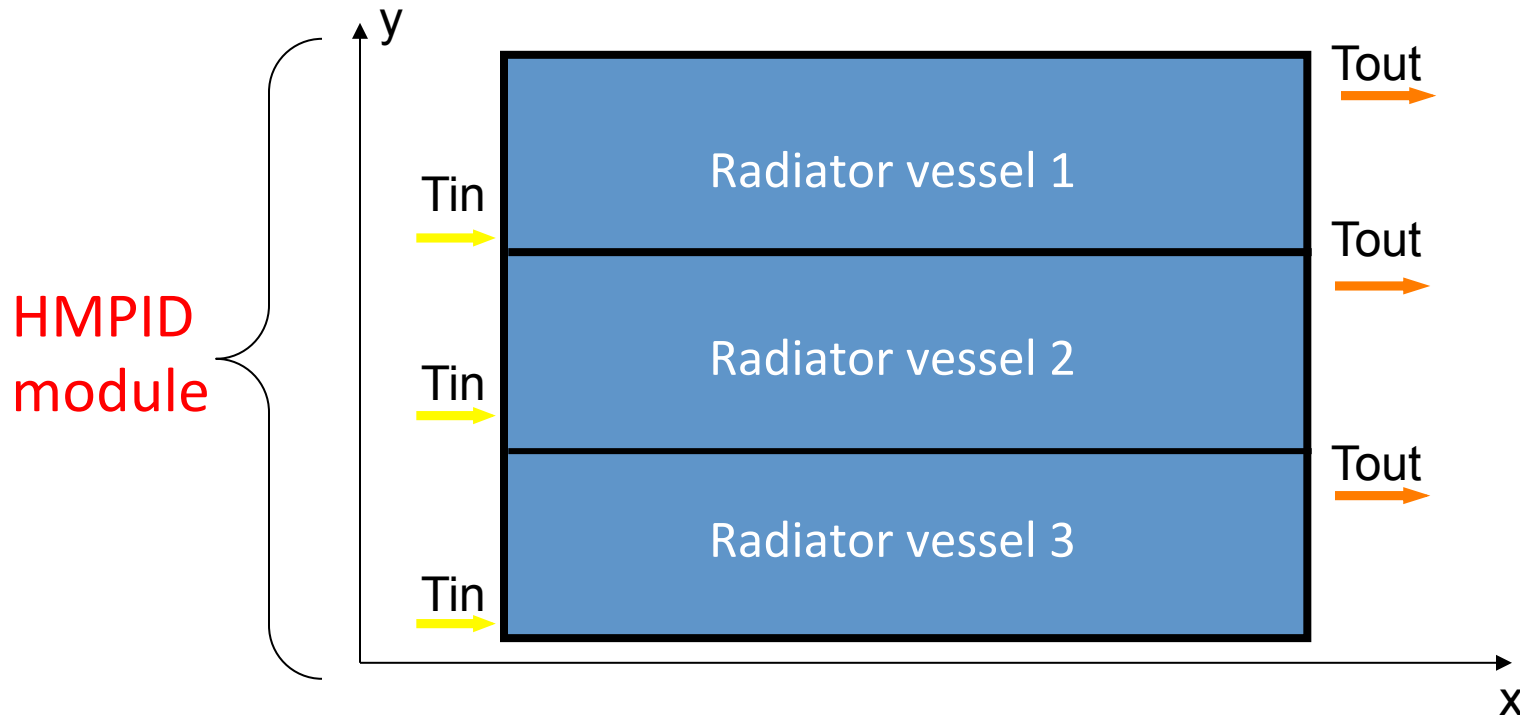 y
Tout
Radiator vessel 1
Tin
Tout
HMPID
module
Radiator vessel 2
Tin
Tout
Radiator vessel 3
Tin
x